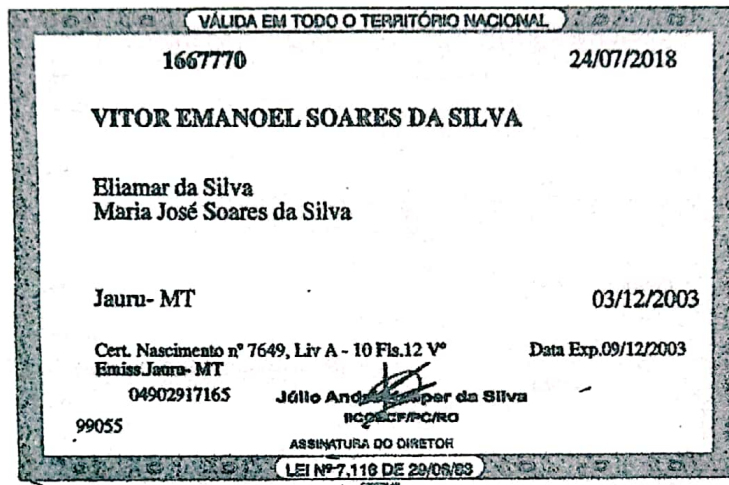 VÁLIDA EM TODO O TERRITÓRIO NACIONAL
1667770 24/07/2018
VITOR EMANOEL SOARES DA SILVA
Eliamar da Silva
Maria José Soares da Silva
Jauru- MT 03/12/2003
Cert. Nascimento nº 7649, Liv A - 10 Fls.12 Vº Data Exp.09/12/2003
Emiss.Jauru- MT
04902917165 Júlio da Silva
99055
ASSINATURA DO DIRETOR
LEI Nº 7.116 DE 29/08/83